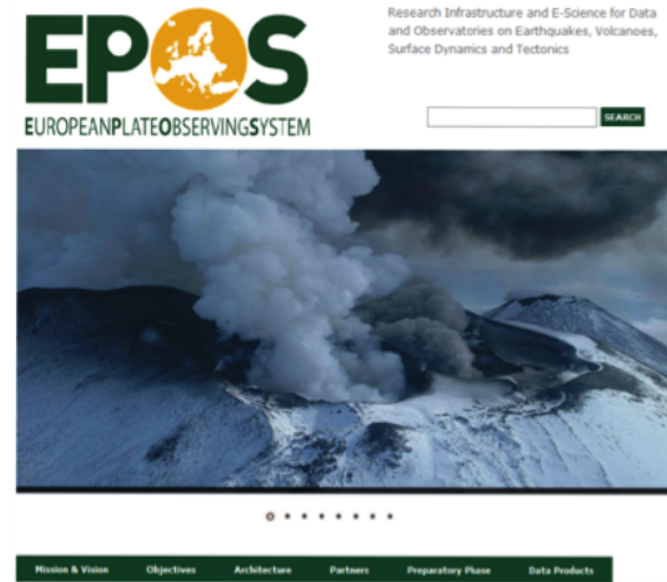 EPOS
EUROPEANPLATEOBSERVINGSYSTEM
Research Infrastructure and E-Science for Data
and Observatories on Earthquakes, Volcanoes,
Surface Dynamics and Tectonics
SEARCH
Mission & Vision Objectives Architecture Partners Preparatory Phase Data Products